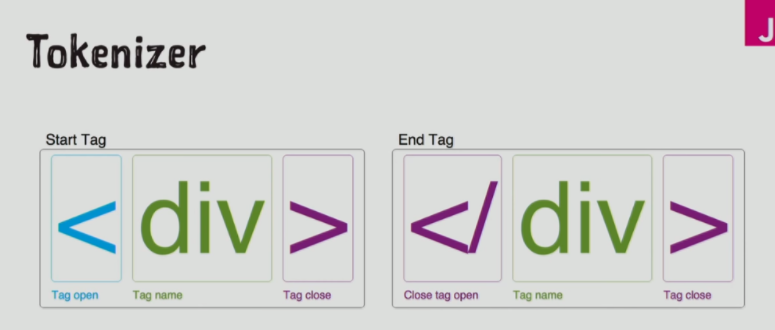 J
Tokenizer
Start Tag
End Tag
< div >
</ div >
Tag open Tag name Tag close
Close tag open Tag name Tag close